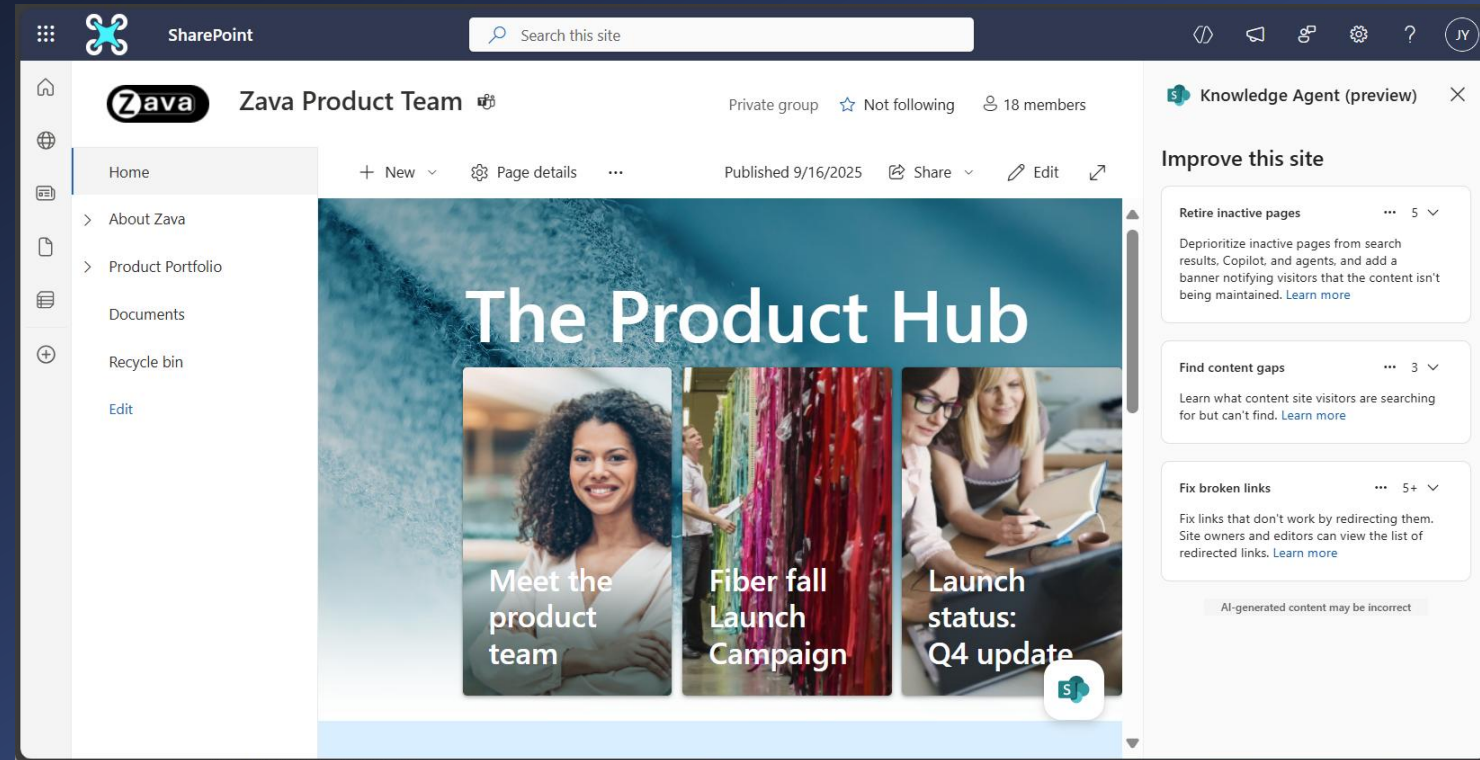 SharePoint
Search this site
JY
Zava
Zava Product Team
Private group
Not following
18 members
Home
About Zava
Product Portfolio
Documents
Recycle bin
Edit
New
Page details
Published 9/16/2025
Share
Edit
The Product Hub
Meet the
product
team
Fiber fall
Launch
Campaign
Launch
status:
Q4 update
S
S
Knowledge Agent (preview)
Improve this site
Retire inactive pages
5
Deprioritize inactive pages from search
results, Copilot, and agents, and add a
banner notifying visitors that the content isn't
being maintained. Learn more
Find content gaps
3
Learn what content site visitors are searching
for but can't find. Learn more
Fix broken links
5+
Fix links that don't work by redirecting them.
Site owners and editors can view the list of
redirected links. Learn more
AI-generated content may be incorrect